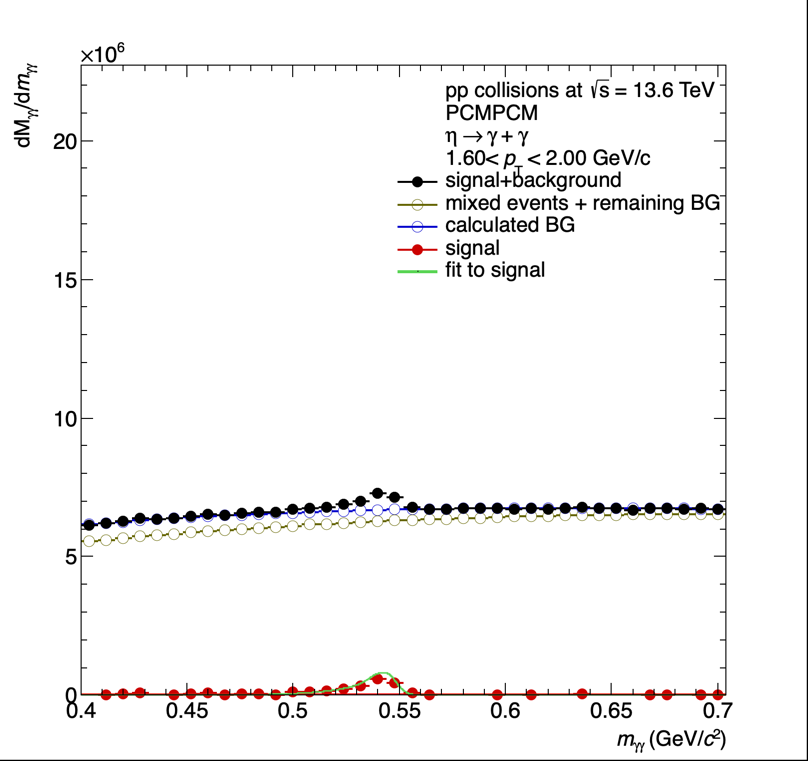 ×10⁶
dM_γγ/dm_γγ
pp collisions at √s = 13.6 TeV
PCMPCM
η → γ + γ
1.60< p_T < 2.00 GeV/c
signal+background
mixed events + remaining BG
calculated BG
signal
fit to signal
20
15
10
5
0
0.4 0.45 0.5 0.55 0.6 0.65 0.7
m_γγ (GeV/c²)